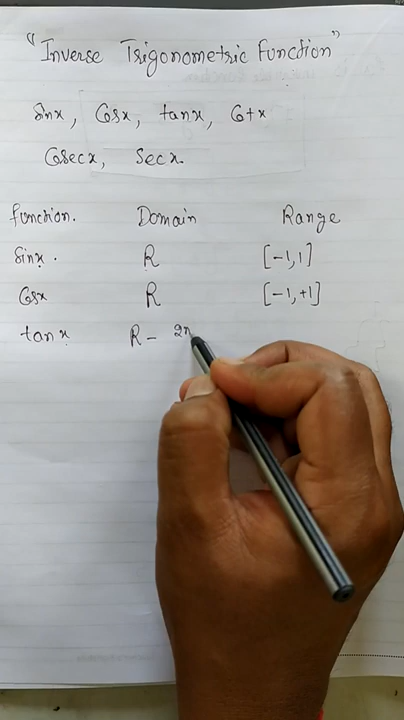 "Inverse Trigonometric Function"
sinx, Cosx, tanx, Cotx
Cosecx, Secx.
function. Domain Range
Sinx. R [-1,1]
Cosx R [-1,+1]
tanx R - 2n